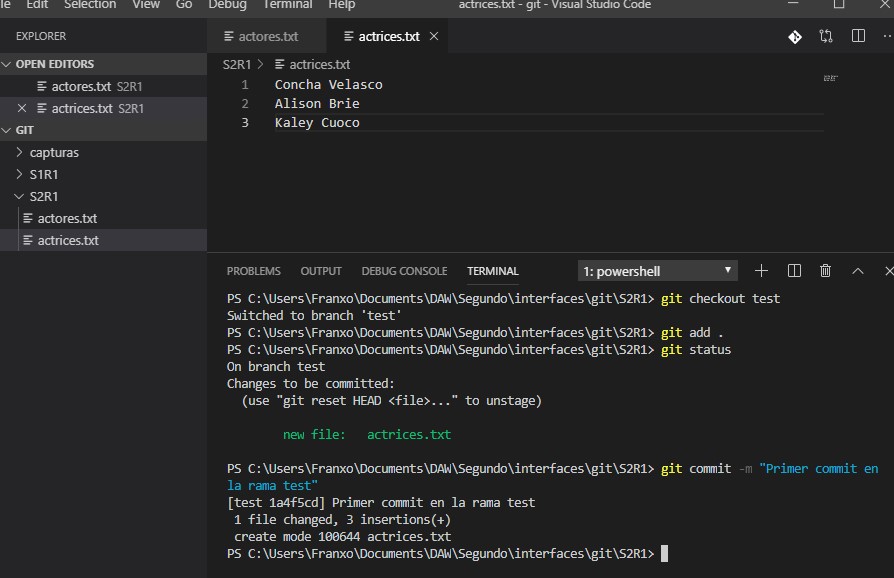 le Edit Selection View Go Debug Terminal Help actrices.txt - git - Visual Studio Code
EXPLORER
OPEN EDITORS
actores.txt S2R1
actrices.txt S2R1
GIT
capturas
S1R1
S2R1
actores.txt
actrices.txt
actores.txt actrices.txt
S2R1 > actrices.txt
1 Concha Velasco
2 Alison Brie
3 Kaley Cuoco
PROBLEMS OUTPUT DEBUG CONSOLE TERMINAL 1: powershell
PS C:\Users\Franxo\Documents\DAW\Segundo\interfaces\git\S2R1> git checkout test
Switched to branch 'test'
PS C:\Users\Franxo\Documents\DAW\Segundo\interfaces\git\S2R1> git add .
PS C:\Users\Franxo\Documents\DAW\Segundo\interfaces\git\S2R1> git status
On branch test
Changes to be committed:
(use "git reset HEAD <file>..." to unstage)
new file: actrices.txt
PS C:\Users\Franxo\Documents\DAW\Segundo\interfaces\git\S2R1> git commit -m "Primer commit en
la rama test"
[test 1a4f5cd] Primer commit en la rama test
1 file changed, 3 insertions(+)
create mode 100644 actrices.txt
PS C:\Users\Franxo\Documents\DAW\Segundo\interfaces\git\S2R1>